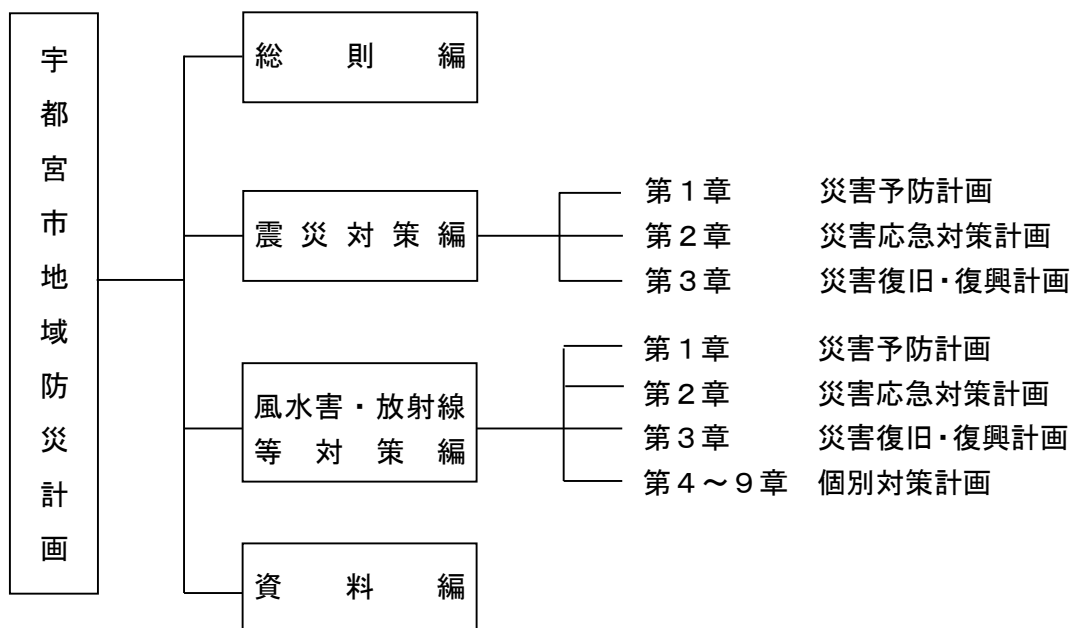 宇都宮市地域防災計画
総則編
震災対策編
第１章 災害予防計画
第２章 災害応急対策計画
第３章 災害復旧・復興計画
風水害・放射線
等対策編
第１章 災害予防計画
第２章 災害応急対策計画
第３章 災害復旧・復興計画
第４～９章 個別対策計画
資料編